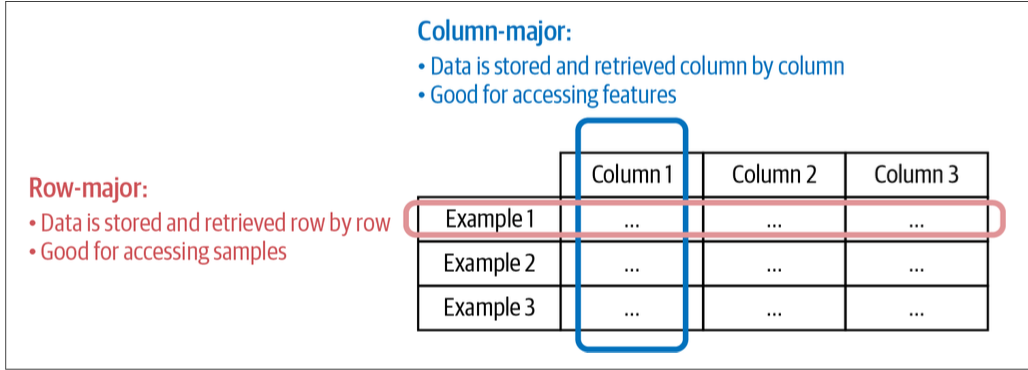 Column-major:
• Data is stored and retrieved column by column
• Good for accessing features
Row-major:
• Data is stored and retrieved row by row
• Good for accessing samples
Column 1 Column 2 Column 3
Example 1 ... ... ...
Example 2 ... ... ...
Example 3 ... ... ...